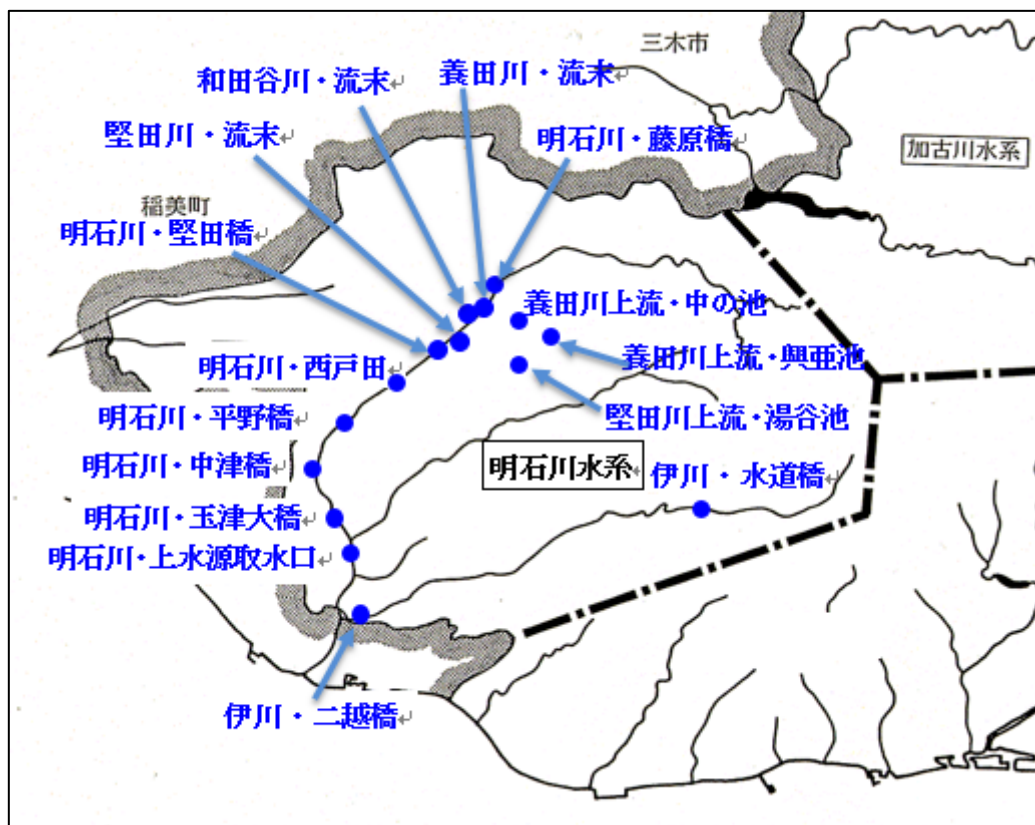 三木市
和田谷川・流末
養田川・流末
堅田川・流末
明石川・藤原橋
加古川水系
稲美町
明石川・堅田橋
養田川上流・中の池
明石川・西戸田
養田川上流・興亜池
明石川・平野橋
堅田川上流・湯谷池
明石川・中津橋
明石川水系
伊川・水道橋
明石川・玉津大橋
明石川・上水源取水口
伊川・二越橋